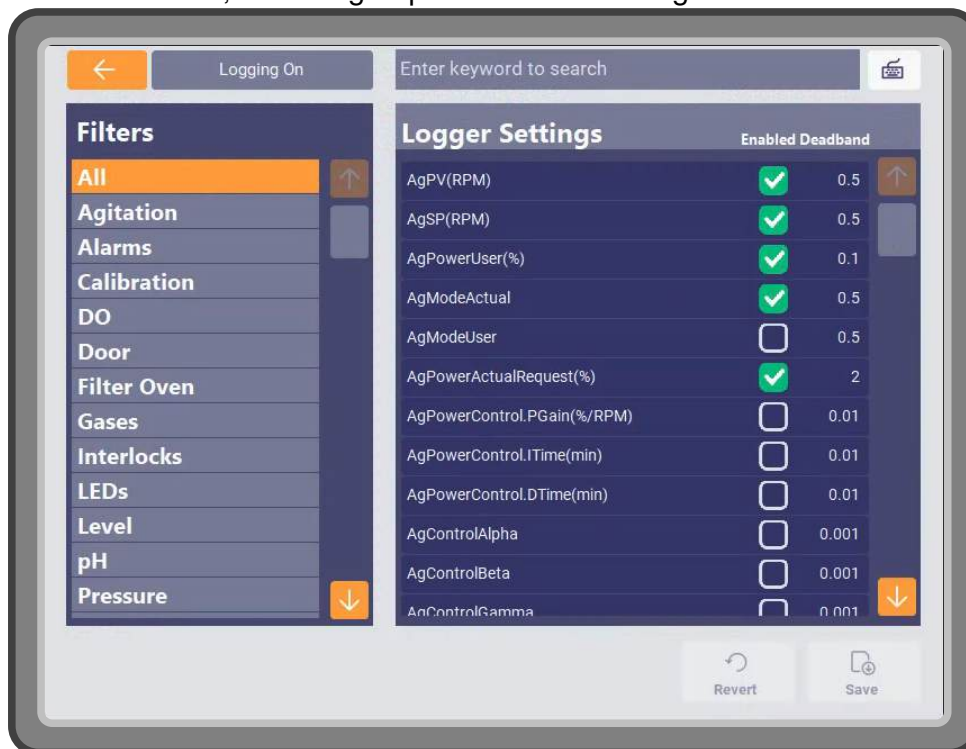 Logging On
Enter keyword to search
Filters
All
Agitation
Alarms
Calibration
DO
Door
Filter Oven
Gases
Interlocks
LEDs
Level
pH
Pressure
Logger Settings Enabled Deadband
AgPV(RPM) 0.5
AgSP(RPM) 0.5
AgPowerUser(%) 0.1
AgModeActual 0.5
AgModeUser 0.5
AgPowerActualRequest(%) 2
AgPowerControl.PGain(%/RPM) 0.01
AgPowerControl.ITime(min) 0.01
AgPowerControl.DTime(min) 0.01
AgControlAlpha 0.001
AgControlBeta 0.001
AgControlGamma 0.001
Revert Save